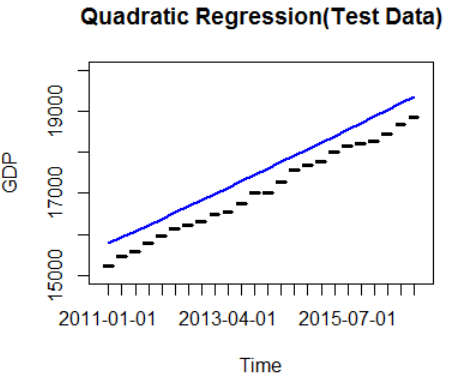 Quadratic Regression(Test Data)
GDP
19000
17000
15000
2011-01-01 2013-04-01 2015-07-01
Time